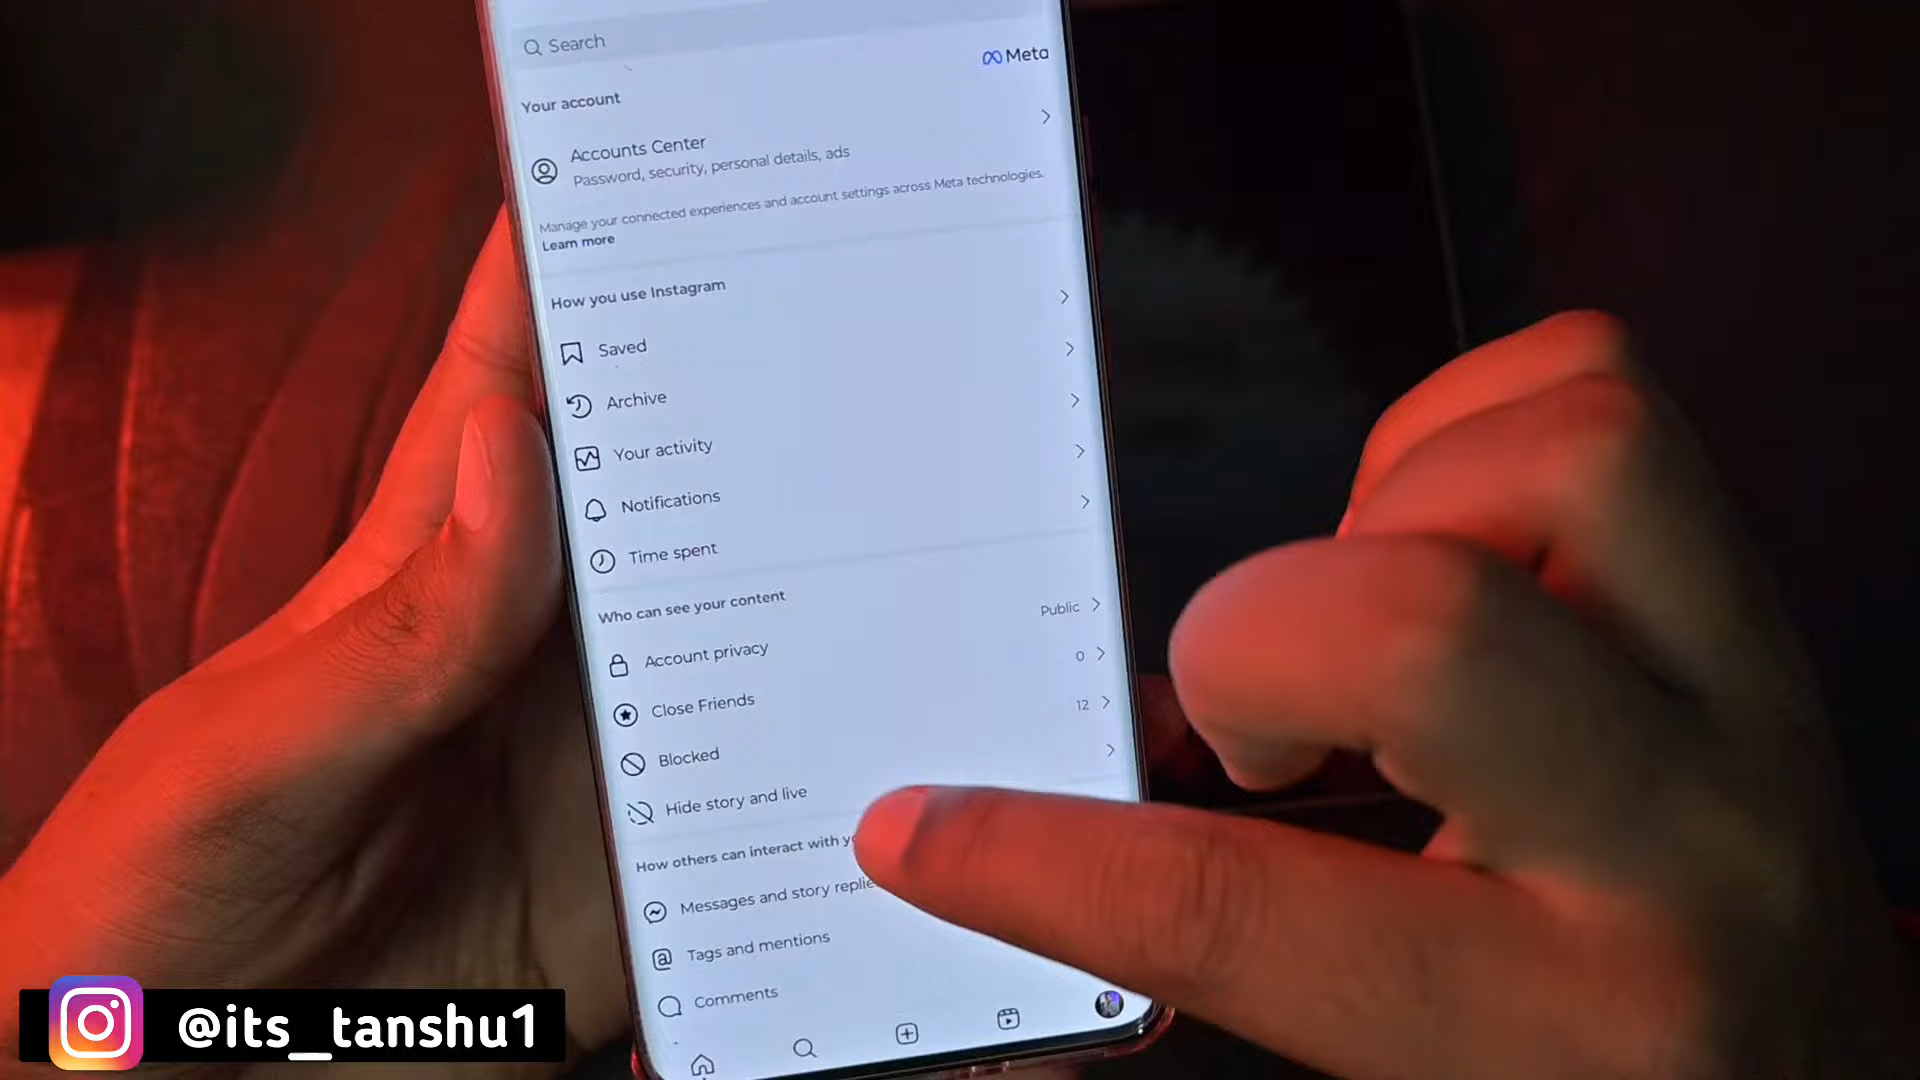 Search
Meta
Your account
Accounts Center
Password, security, personal details, ads
Manage your connected experiences and account settings across Meta technologies.
Learn more
How you use Instagram
Saved
Archive
Your activity
Notifications
Time spent
Who can see your content
Account privacy Public
Close Friends 0
Blocked 12
Hide story and live
How others can interact with
Messages and story
Tags and mentions
Comments
@its_tanshu1